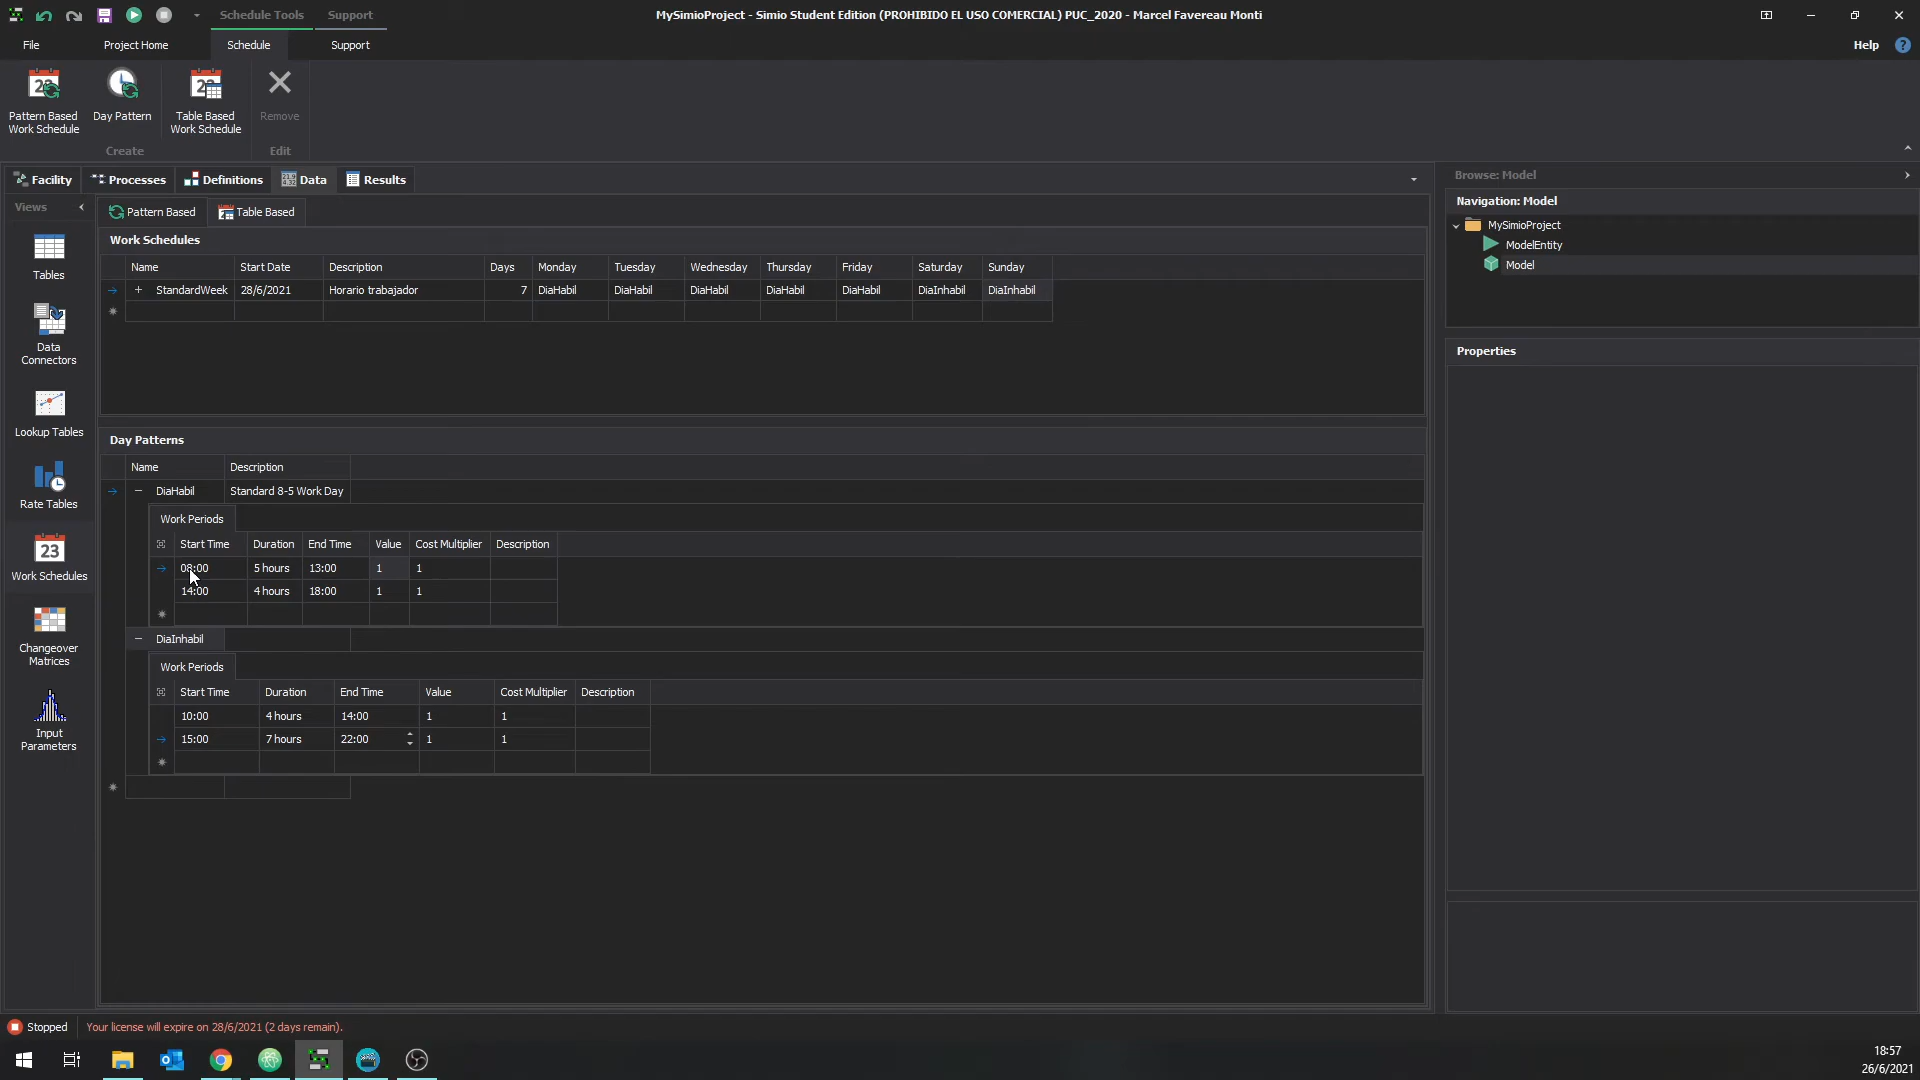 Schedule Tools Support
MySimioProject - Simio Student Edition (PROHIBIDO EL USO COMERCIAL) PUC_2020 - Marcel Favereau Monti
File Project Home Schedule Support Help ?
Pattern Based Work Schedule
Day Pattern
Table Based Work Schedule
Remove
Create Edit
Facility Processes Definitions Data Results
Views
Tables
Data Connectors
Lookup Tables
Rate Tables
23
Work Schedules
Changeover Matrices
Input Parameters
Pattern Based Table Based
Work Schedules
Name Start Date Description Days Monday Tuesday Wednesday Thursday Friday Saturday Sunday
StandardWeek 28/6/2021 Horario trabajador 7 DiaHabil DiaHabil DiaHabil DiaHabil DiaHabil DiaInhabil DiaInhabil
Day Patterns
Name Description
DiaHabil Standard 8-5 Work Day
Work Periods
Start Time Duration End Time Value Cost Multiplier Description
08:00 5 hours 13:00 1 1
14:00 4 hours 18:00 1 1
DiaInhabil
Work Periods
Start Time Duration End Time Value Cost Multiplier Description
10:00 4 hours 14:00 1 1
15:00 7 hours 22:00 1 1
Browse: Model
Navigation: Model
MySimioProject
ModelEntity
Model
Properties
Stopped Your license will expire on 28/6/2021 (2 days remain).
18:57
26/6/2021